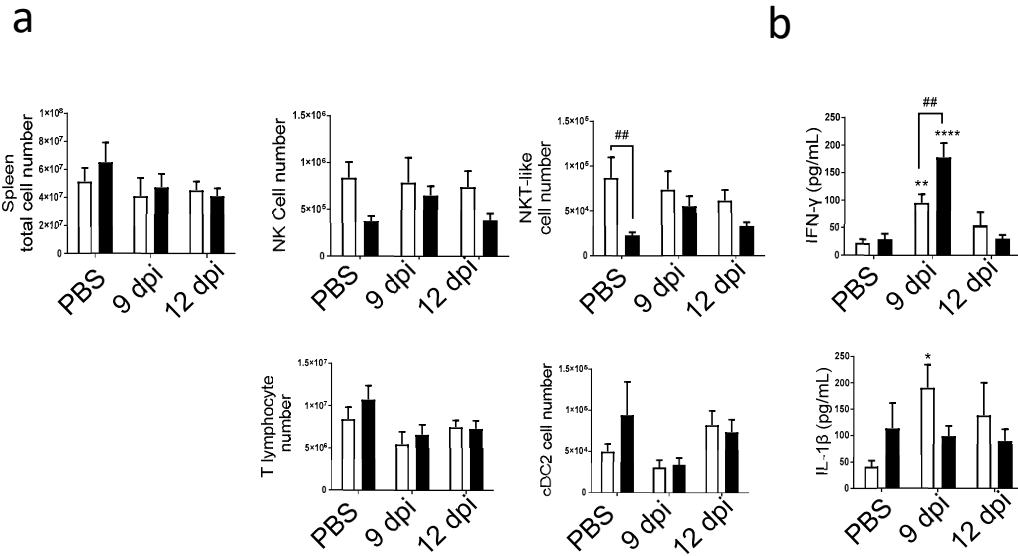 a
b
Spleen
total cell number
1×10⁸
8×10⁷
6×10⁷
4×10⁷
2×10⁷
0
PBS
9 dpi
12 dpi
NK Cell number
1.5×10⁶
1×10⁶
5×10⁵
0
PBS
9 dpi
12 dpi
NKT-like
cell number
1.5×10⁵
1×10⁵
5×10⁴
0
##
PBS
9 dpi
12 dpi
IFN-γ (pg/mL)
250
200
150
100
50
0
##
**
****
PBS
9 dpi
12 dpi
T lymphocyte
number
1.5×10⁷
1×10⁷
5×10⁶
0
PBS
9 dpi
12 dpi
cDC2 cell number
1.5×10⁵
1×10⁵
5×10⁴
0
PBS
9 dpi
12 dpi
IL-1β (pg/mL)
250
200
150
100
50
0
*
PBS
9 dpi
12 dpi